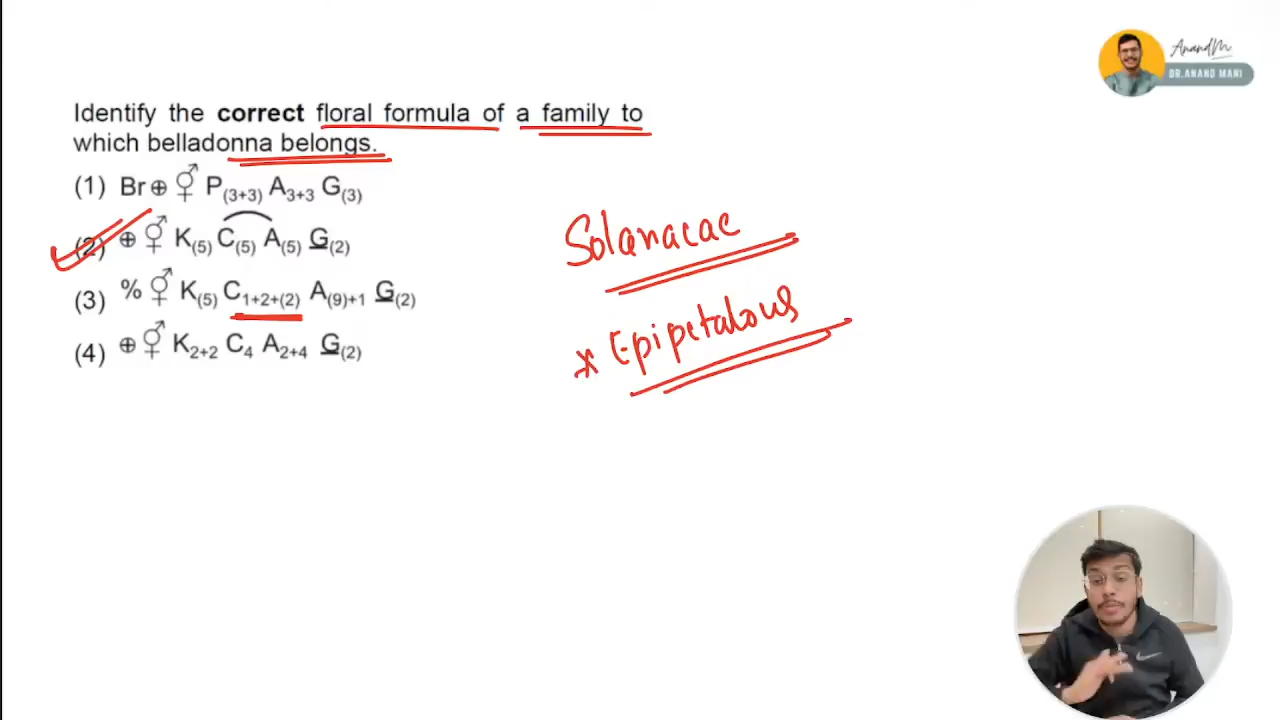 AnandM
DR.ANAND MANI
Identify the correct floral formula of a family to
which belladonna belongs.
(1) Br ⊕ ⚥ P(3+3) A3+3 G(3)
(2) ⊕ ⚥ K(5) C(5) A(5) G(2)
(3) % ⚥ K(5) C1+2+(2) A(9)+1 G(2)
(4) ⊕ ⚥ K2+2 C4 A2+4 G(2)
Solanacae
* Epipetalous